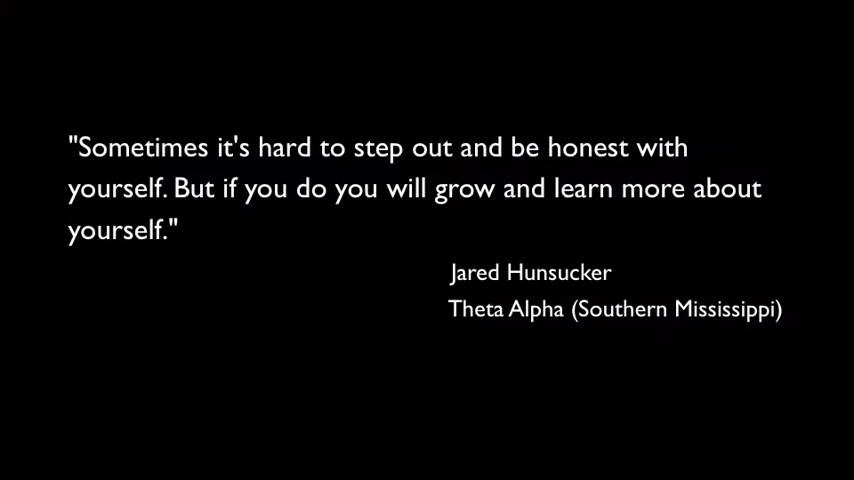 "Sometimes it's hard to step out and be honest with
yourself. But if you do you will grow and learn more about
yourself."
Jared Hunsucker
Theta Alpha (Southern Mississippi)